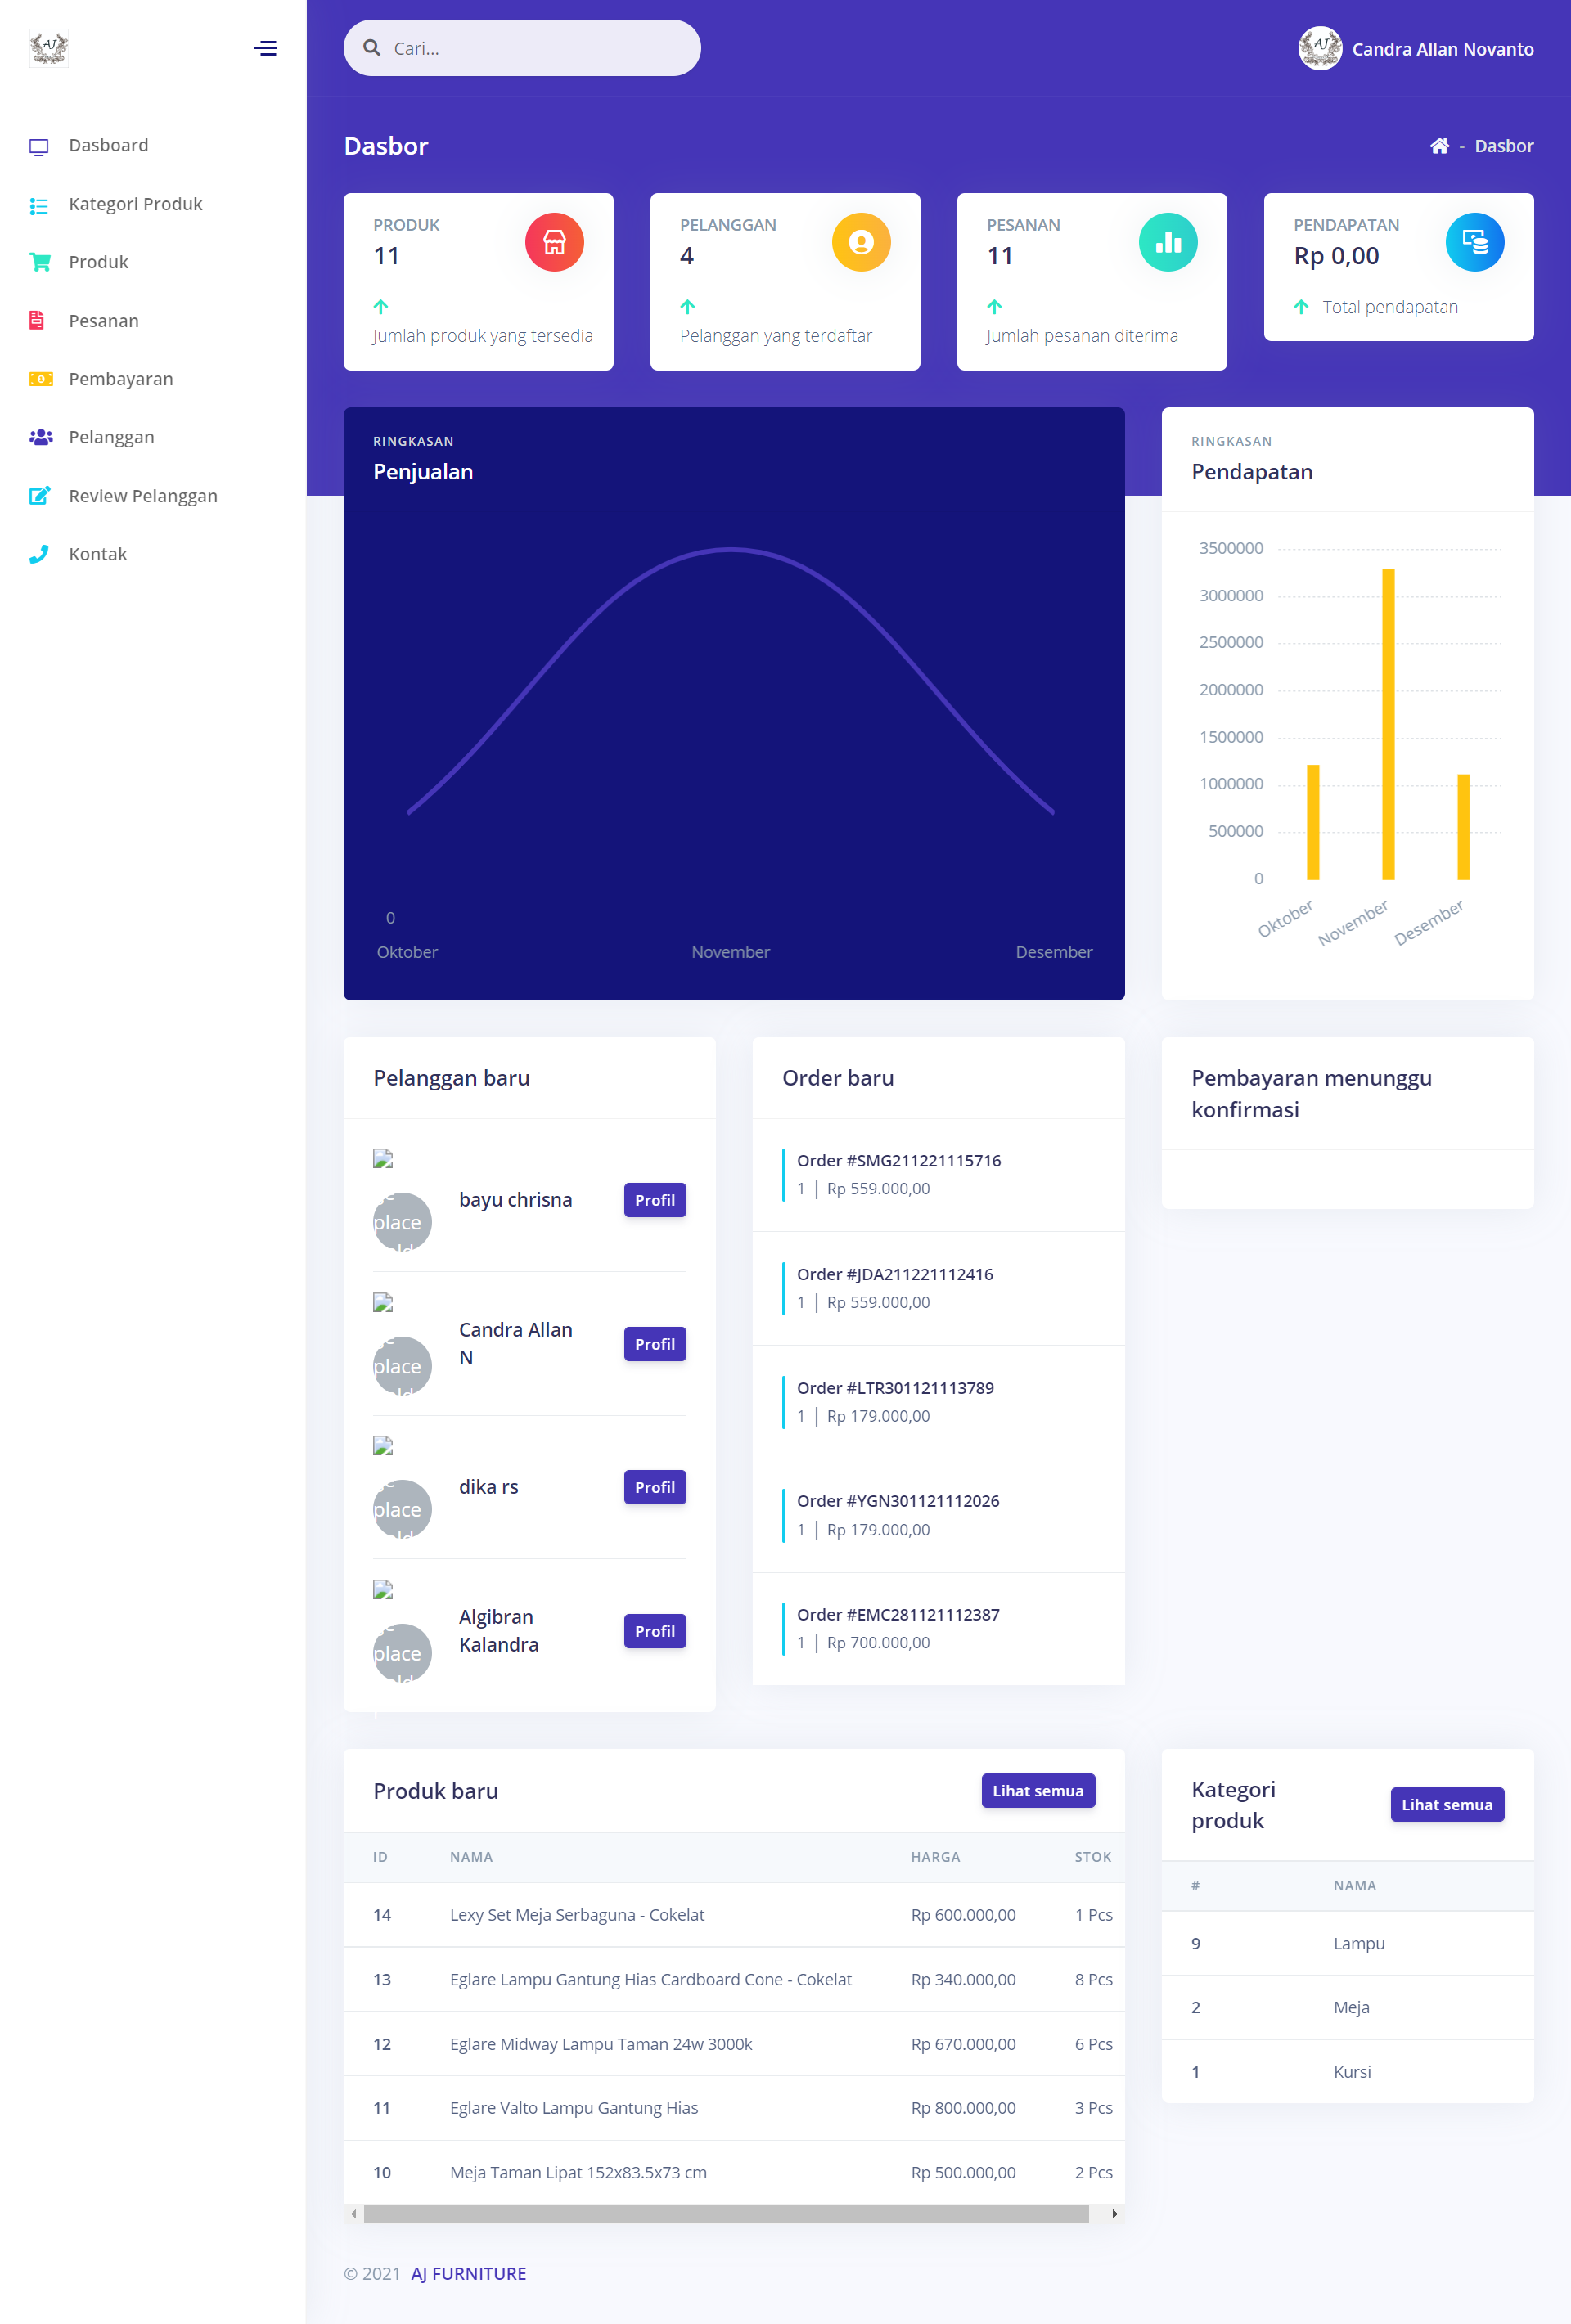 AJ
Cari...
AJ
Candra Allan Novanto
Dasboard
Kategori Produk
Produk
Pesanan
Pembayaran
Pelanggan
Review Pelanggan
Kontak
Dasbor
- Dasbor
PRODUK
11
Jumlah produk yang tersedia
PELANGGAN
4
Pelanggan yang terdaftar
PESANAN
11
Jumlah pesanan diterima
PENDAPATAN
Rp 0,00
Total pendapatan
RINGKASAN
Penjualan
0
Oktober November Desember
RINGKASAN
Pendapatan
3500000
3000000
2500000
2000000
1500000
1000000
500000
0
Oktober November Desember
Pelanggan baru
place
bayu chrisna
Profil
place
Candra Allan
N
Profil
place
dika rs
Profil
place
Algibran
Kalandra
Profil
Order baru
Order #SMG211221115716
1 | Rp 559.000,00
Order #JDA211221112416
1 | Rp 559.000,00
Order #LTR301121113789
1 | Rp 179.000,00
Order #YGN301121112026
1 | Rp 179.000,00
Order #EMC281121112387
1 | Rp 700.000,00
Pembayaran menunggu
konfirmasi
Produk baru
Lihat semua
ID NAMA HARGA STOK
14 Lexy Set Meja Serbaguna - Cokelat Rp 600.000,00 1 Pcs
13 Eglare Lampu Gantung Hias Cardboard Cone - Cokelat Rp 340.000,00 8 Pcs
12 Eglare Midway Lampu Taman 24w 3000k Rp 670.000,00 6 Pcs
11 Eglare Valto Lampu Gantung Hias Rp 800.000,00 3 Pcs
10 Meja Taman Lipat 152x83.5x73 cm Rp 500.000,00 2 Pcs
Kategori
produk
Lihat semua
# NAMA
9 Lampu
2 Meja
1 Kursi
© 2021 AJ FURNITURE